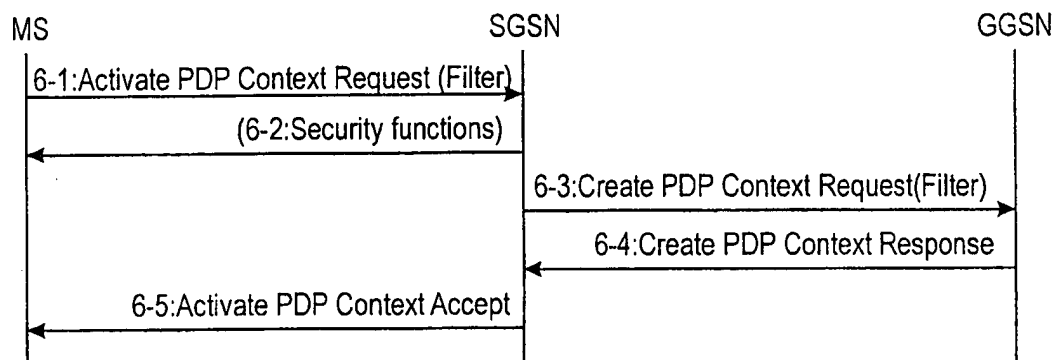 MS
SGSN
GGSN
6-1:Activate PDP Context Request (Filter)
(6-2:Security functions)
6-3:Create PDP Context Request(Filter)
6-4:Create PDP Context Response
6-5:Activate PDP Context Accept